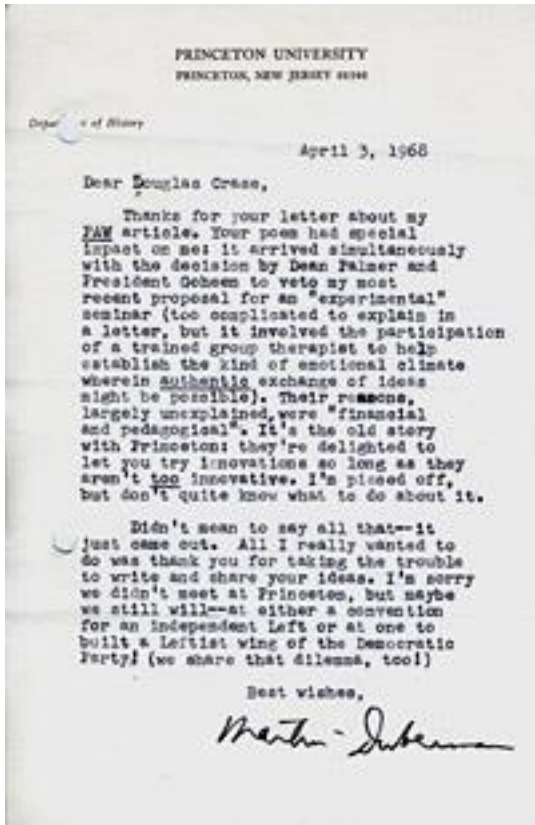 PRINCETON UNIVERSITY
PRINCETON, NEW JERSEY 08540
of History
April 3, 1968
Dear Douglas Crase,
Thanks for your letter about my
PAW article. Your poem had special
impact on me: it arrived simultaneously
with the decision by Dean Palmer and
President Goheen to veto my most
recent proposal for an "experimental"
seminar (too complicated to explain in
a letter, but it involved the participation
of a trained group therapist to help
establish the kind of emotional climate
wherein authentic exchange of ideas
might be possible). Their reasons,
largely unexplained, were "financial
and pedagogical". It's the old story
with Princeton: they're delighted to
let you try innovations so long as they
aren't too innovative. I'm pissed off,
but don't quite know what to do about it.
Didn't mean to say all that--it
just came out. All I really wanted to
do was thank you for taking the trouble
to write and share your ideas. I'm sorry
we didn't meet at Princeton, but maybe
we still will--at either a convention
for an independent Left or at one to
built a Leftist wing of the Democratic
Party! (we share that dilemma, too!)
Best wishes,
Martin Duberman